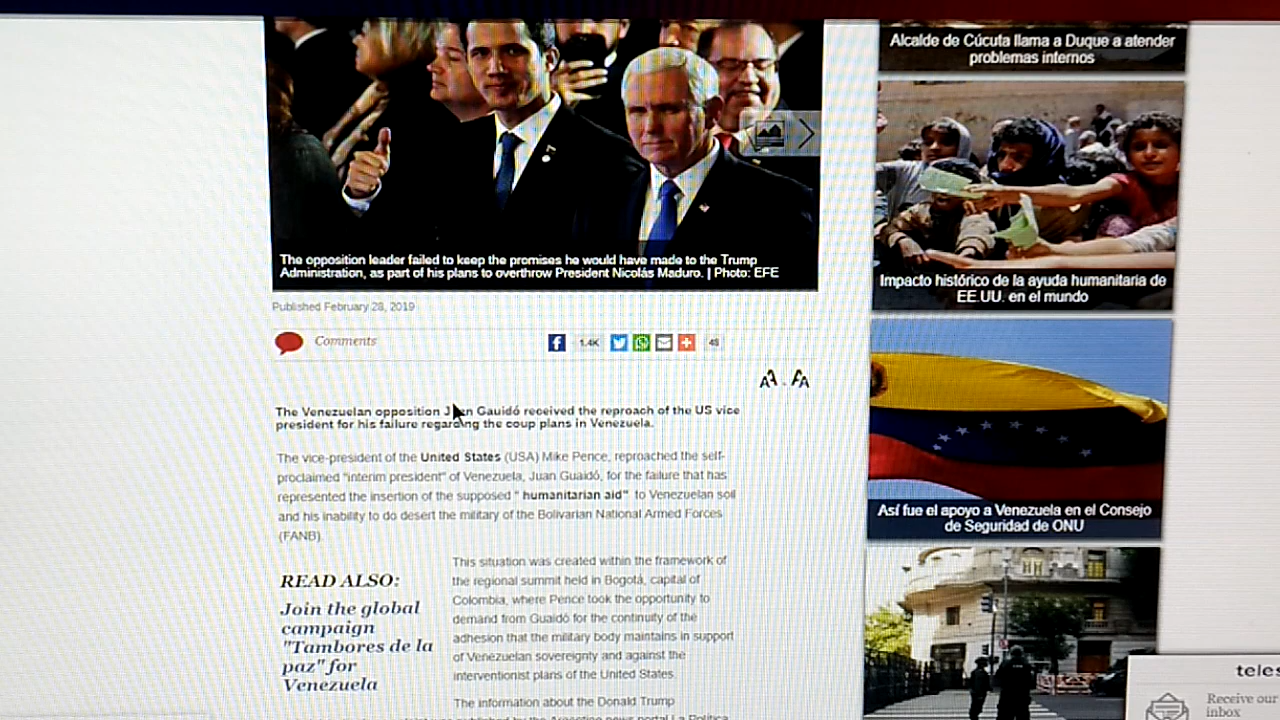 The opposition leader failed to keep the promises he would have made to the Trump
Administration, as part of his plans to overthrow President Nicolás Maduro. | Photo: EFE
Published February 28, 2019
Comments
1.4K
48
AA - AA
The Venezuelan opposition Juan Gauidó received the reproach of the US vice
president for his failure regarding the coup plans in Venezuela.
The vice-president of the United States (USA) Mike Pence, reproached the self-
proclaimed "interim president" of Venezuela, Juan Guaidó, for the failure that has
represented the insertion of the supposed " humanitarian aid" to Venezuelan soil
and his inability to do desert the military of the Bolivarian National Armed Forces
(FANB).
READ ALSO:
Join the global
campaign
"Tambores de la
paz" for
Venezuela
This situation was created within the framework of
the regional summit held in Bogotá, capital of
Colombia, where Pence took the opportunity to
demand from Guaidó for the continuity of the
adhesion that the military body maintains in support
of Venezuelan sovereignty and against the
interventionist plans of the United States.
The information about the Donald Trump
Alcalde de Cúcuta llama a Duque a atender
problemas internos
Impacto histórico de la ayuda humanitaria de
EE.UU. en el mundo
Así fue el apoyo a Venezuela en el Consejo
de Seguridad de ONU
teles
Receive our
inbox